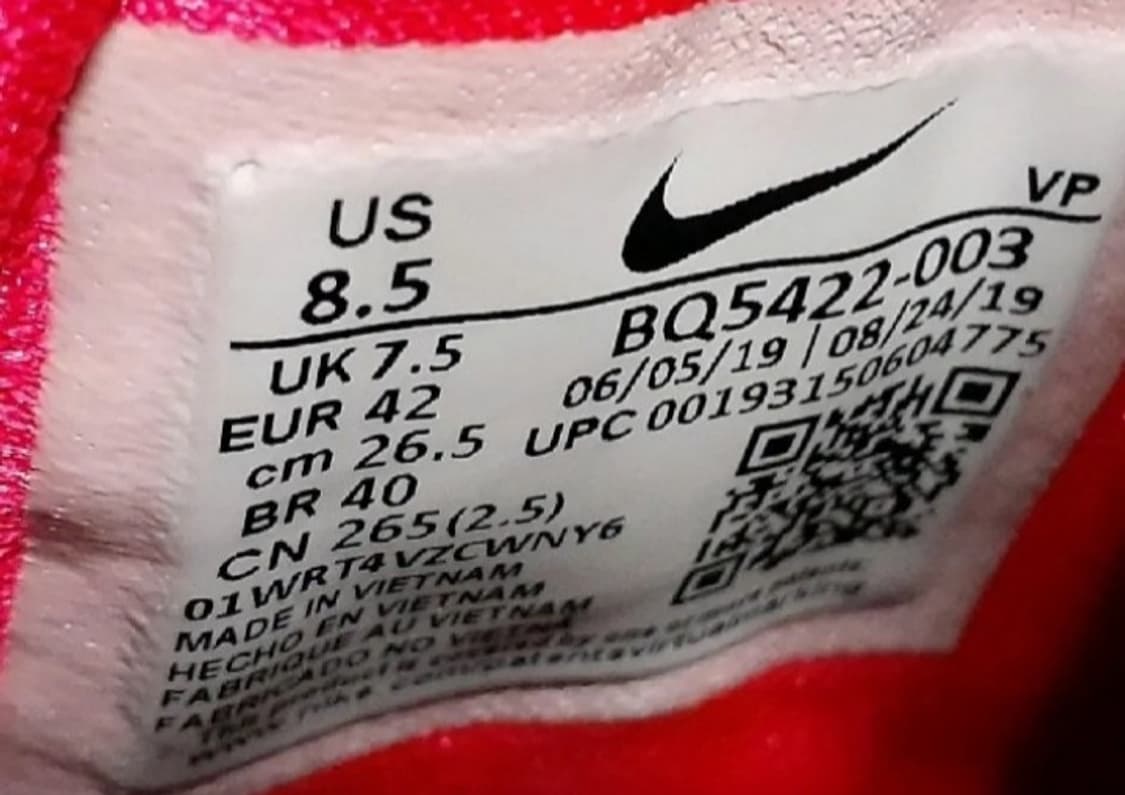 US
8.5
VP
BQ5422-003
06/05/19 | 08/24/19
UPC 00193150604775
UK 7.5
EUR 42
cm 26.5
BR 40
CN 265(2.5)
01WRT4VZCWNY6
MADE IN VIETNAM
HECHO EN VIETNAM
FABRIQUE AU VIETNAM
FABRICADO NO VIETNA